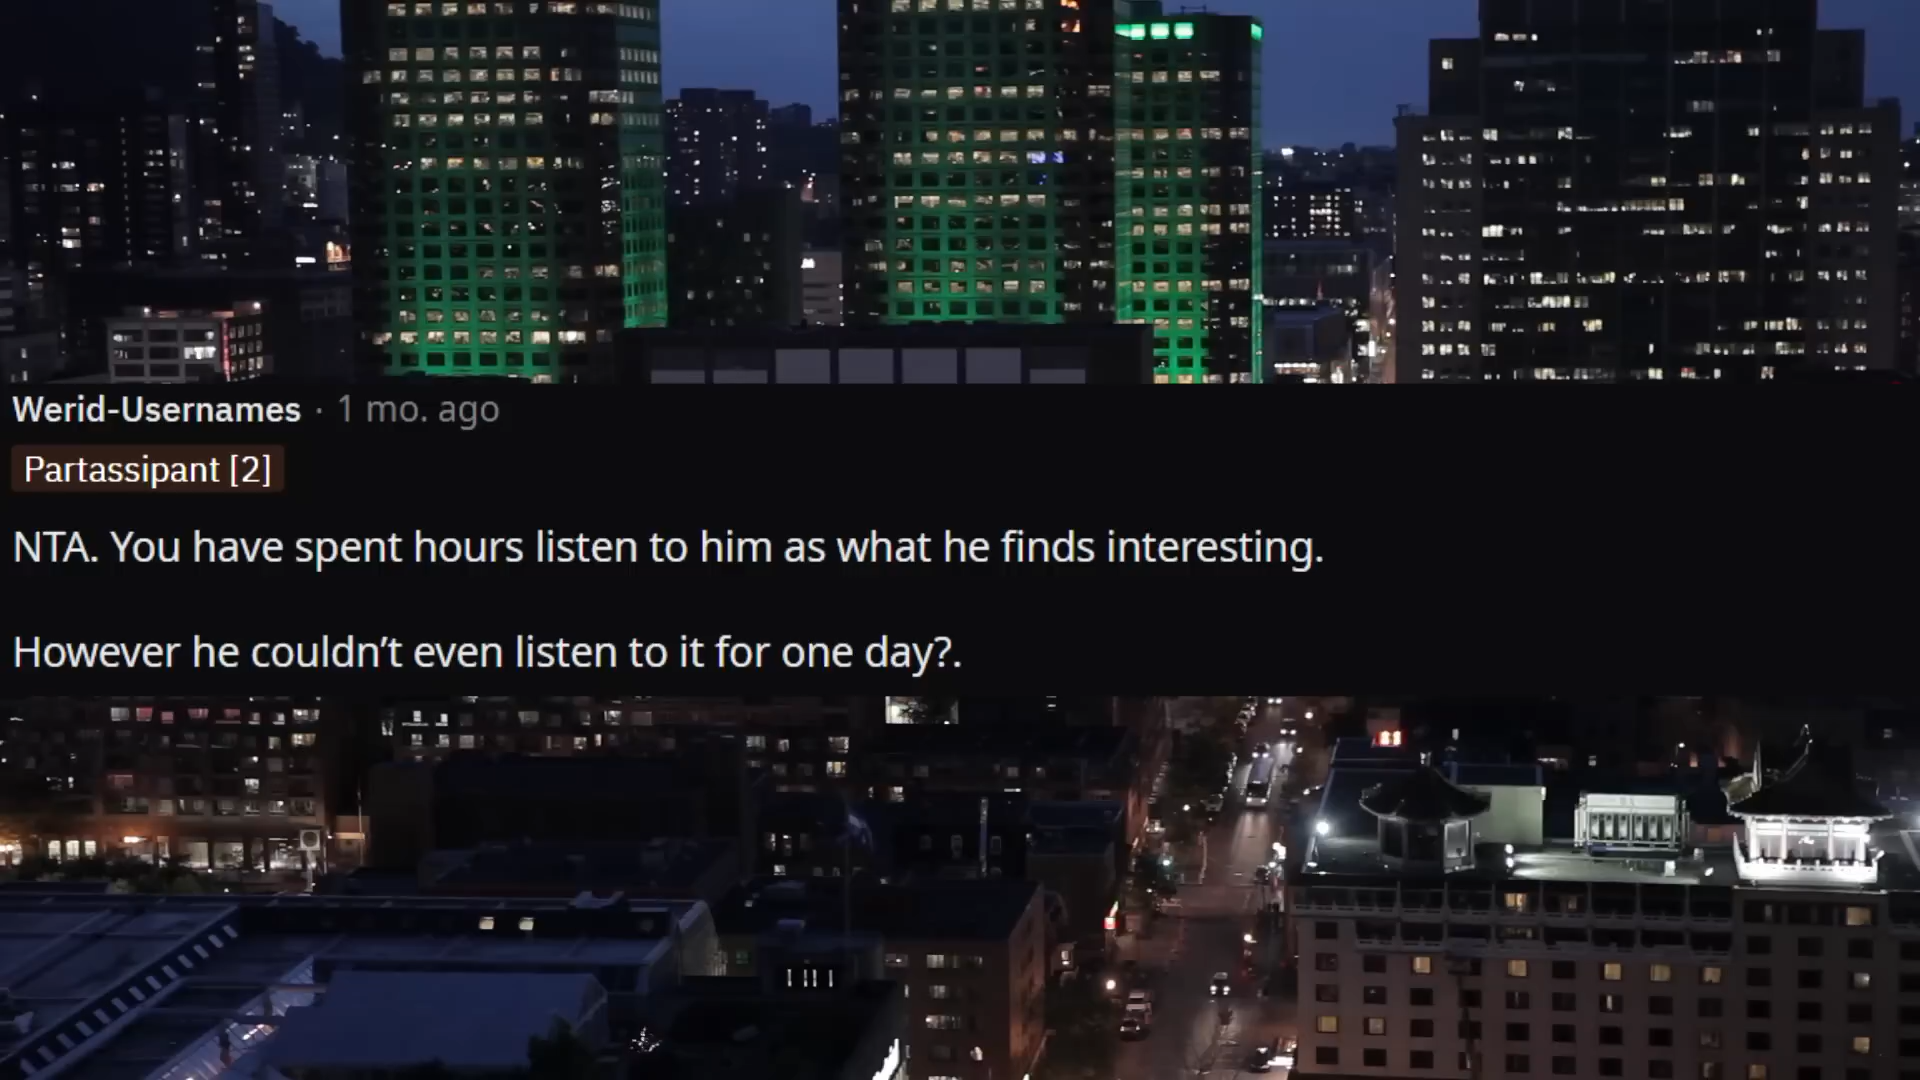 Werid-Usernames · 1 mo. ago
Partassipant [2]
NTA. You have spent hours listen to him as what he finds interesting.
However he couldn’t even listen to it for one day?.